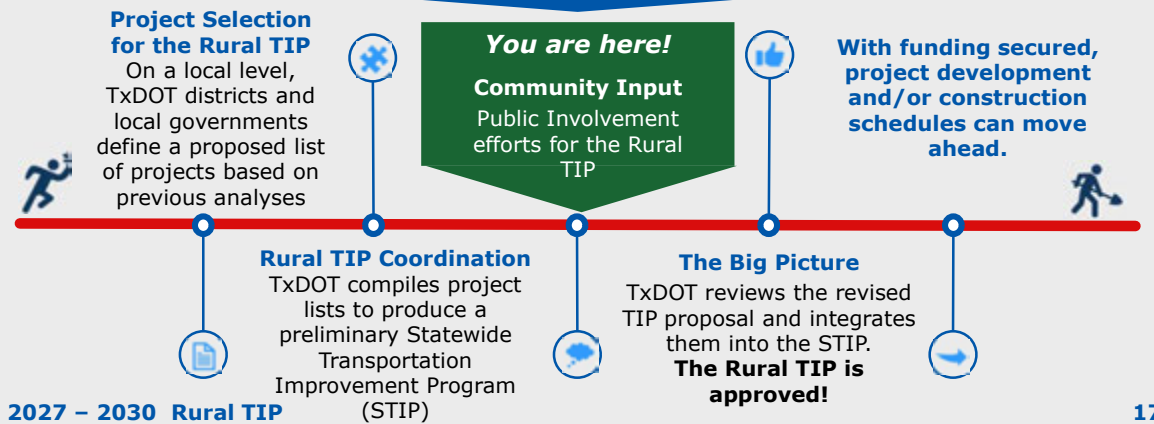 Project Selection
for the Rural TIP
On a local level,
TxDOT districts and
local governments
define a proposed list
of projects based on
previous analyses
Rural TIP Coordination
TxDOT compiles project
lists to produce a
preliminary Statewide
Transportation
Improvement Program
(STIP)
You are here!
Community Input
Public Involvement
efforts for the Rural
TIP
The Big Picture
TxDOT reviews the revised
TIP proposal and integrates
them into the STIP.
The Rural TIP is
approved!
With funding secured,
project development
and/or construction
schedules can move
ahead.
2027 – 2030 Rural TIP
17